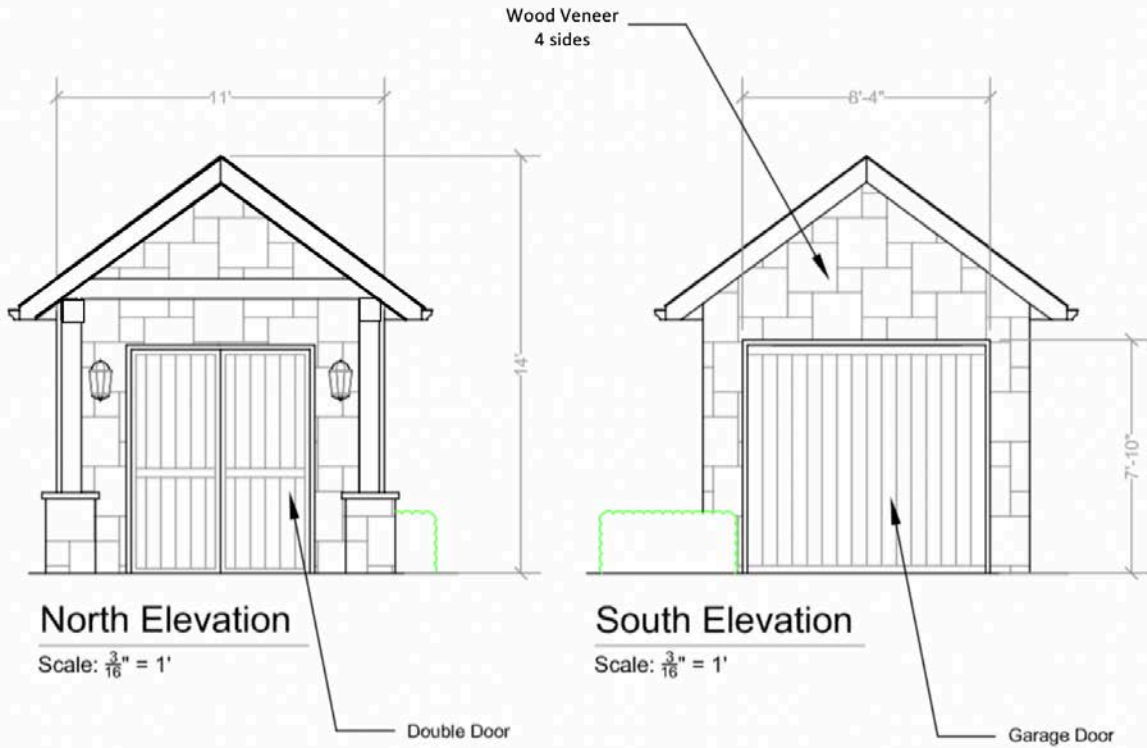 Wood Veneer
4 sides
11'
8'-4"
14'
7'-10"
North Elevation
Scale: 3/16" = 1'
South Elevation
Scale: 3/16" = 1'
Double Door
Garage Door